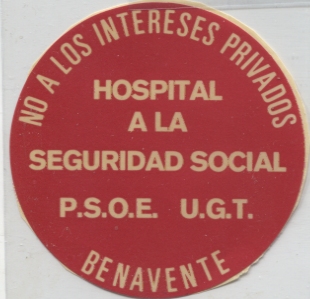 NO A LOS INTERESES PRIVADOS
HOSPITAL
A LA
SEGURIDAD SOCIAL
P.S.O.E. U.G.T.
BENAVENTE